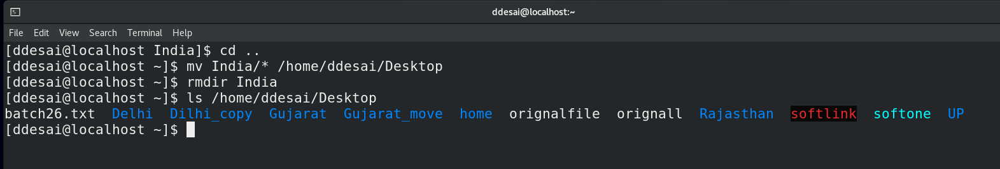 ddesai@localhost:~
File Edit View Search Terminal Help
[ddesai@localhost India]$ cd ..
[ddesai@localhost ~]$ mv India/* /home/ddesai/Desktop
[ddesai@localhost ~]$ rmdir India
[ddesai@localhost ~]$ ls /home/ddesai/Desktop
batch26.txt  Delhi  Dilhi_copy  Gujarat  Gujarat_move  home  orignalfile  orignall  Rajasthan  softlink  softone  UP
[ddesai@localhost ~]$